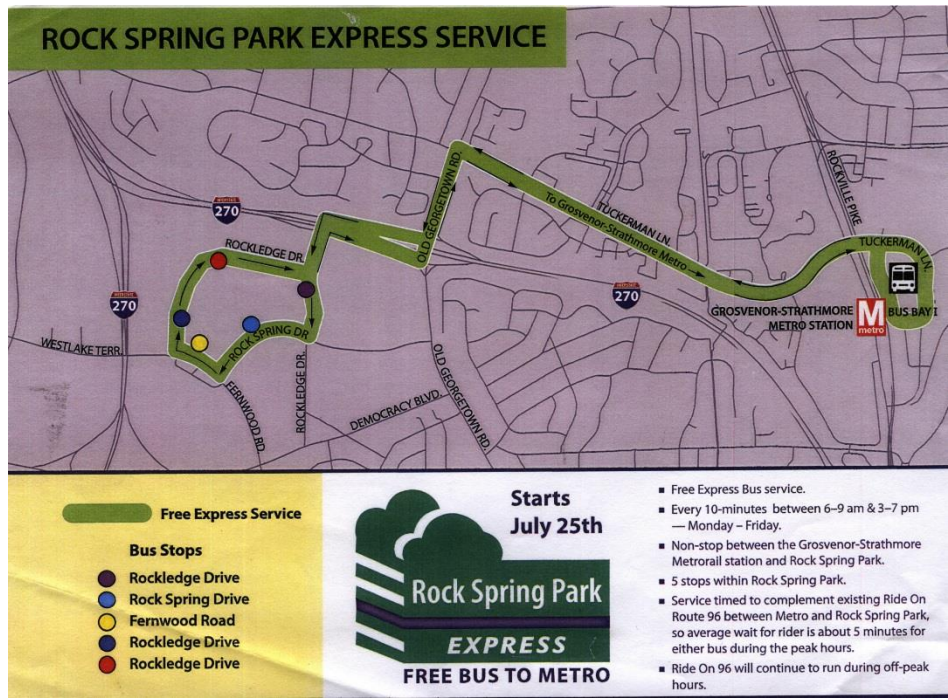 ROCK SPRING PARK EXPRESS SERVICE
270
ROCKLEDGE DR.
OLD GEORGETOWN RD.
To Grosvenor-Strathmore Metro
TUCKERMAN LN.
ROCKVILLE PIKE
TUCKERMAN LN.
270
270
GROSVENOR-STRATHMORE
METRO STATION
M
metro
BUS BAY I
WESTLAKE TERR.
ROCK SPRING DR.
FERNWOOD RD.
ROCKLEDGE DR.
DEMOCRACY BLVD.
OLD GEORGETOWN RD.
Free Express Service
Bus Stops
Rockledge Drive
Rock Spring Drive
Fernwood Road
Rockledge Drive
Rockledge Drive
Starts
July 25th
Rock Spring Park
EXPRESS
FREE BUS TO METRO
▪ Free Express Bus service.
▪ Every 10-minutes between 6–9 am & 3–7 pm
— Monday – Friday.
▪ Non-stop between the Grosvenor-Strathmore
Metrorail station and Rock Spring Park.
▪ 5 stops within Rock Spring Park.
▪ Service timed to complement existing Ride On
Route 96 between Metro and Rock Spring Park,
so average wait for rider is about 5 minutes for
either bus during the peak hours.
▪ Ride On 96 will continue to run during off-peak
hours.